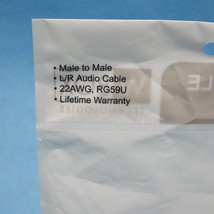 • Male to Male
• L/R Audio Cable
• 22AWG, RG59U
• Lifetime Warranty